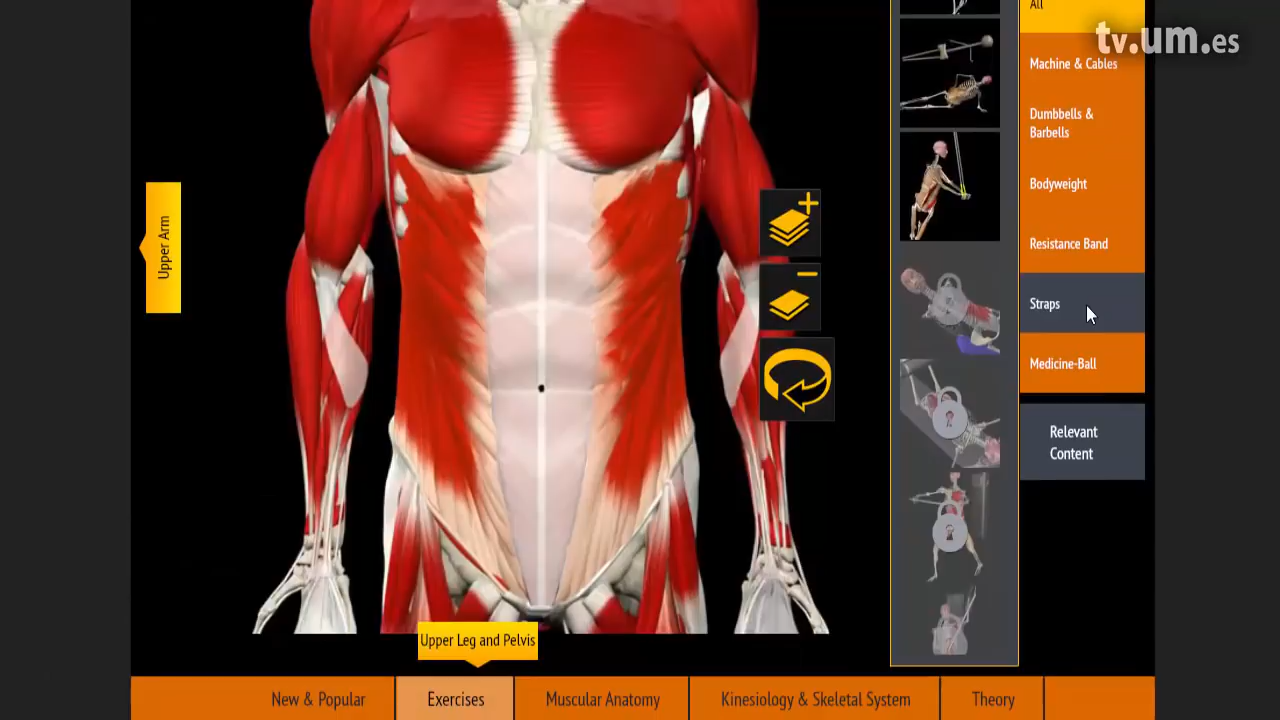 All
tv.um.es
Machine & Cables
Dumbbells &
Barbells
Bodyweight
Resistance Band
Straps
Medicine-Ball
Relevant
Content
Upper Arm
Upper Leg and Pelvis
New & Popular
Exercises
Muscular Anatomy
Kinesiology & Skeletal System
Theory